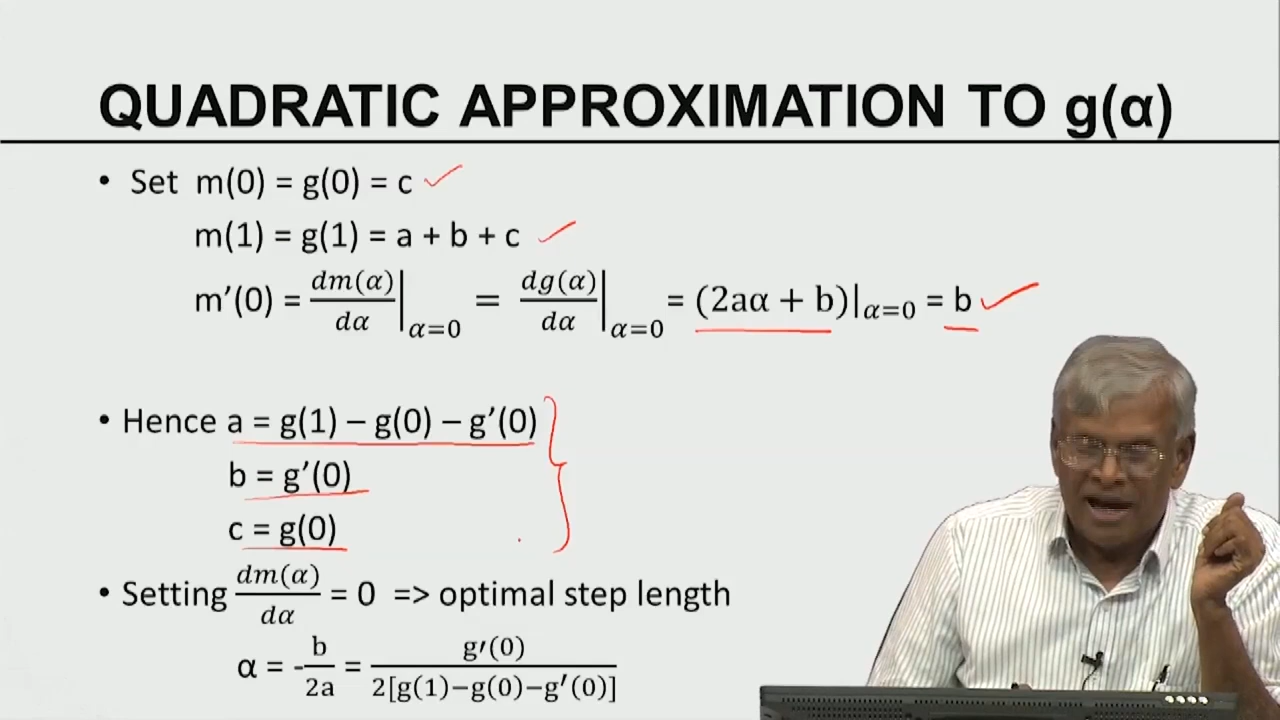 QUADRATIC APPROXIMATION TO g(α)
• Set m(0) = g(0) = c
m(1) = g(1) = a + b + c
m’(0) = dm(α)/dα|α=0 = dg(α)/dα|α=0 = (2aα + b)|α=0 = b
• Hence a = g(1) – g(0) – g’(0)
b = g’(0)
c = g(0)
• Setting dm(α)/dα = 0 => optimal step length
α = -b/2a = g′(0)/2[g(1)−g(0)−g′(0)]